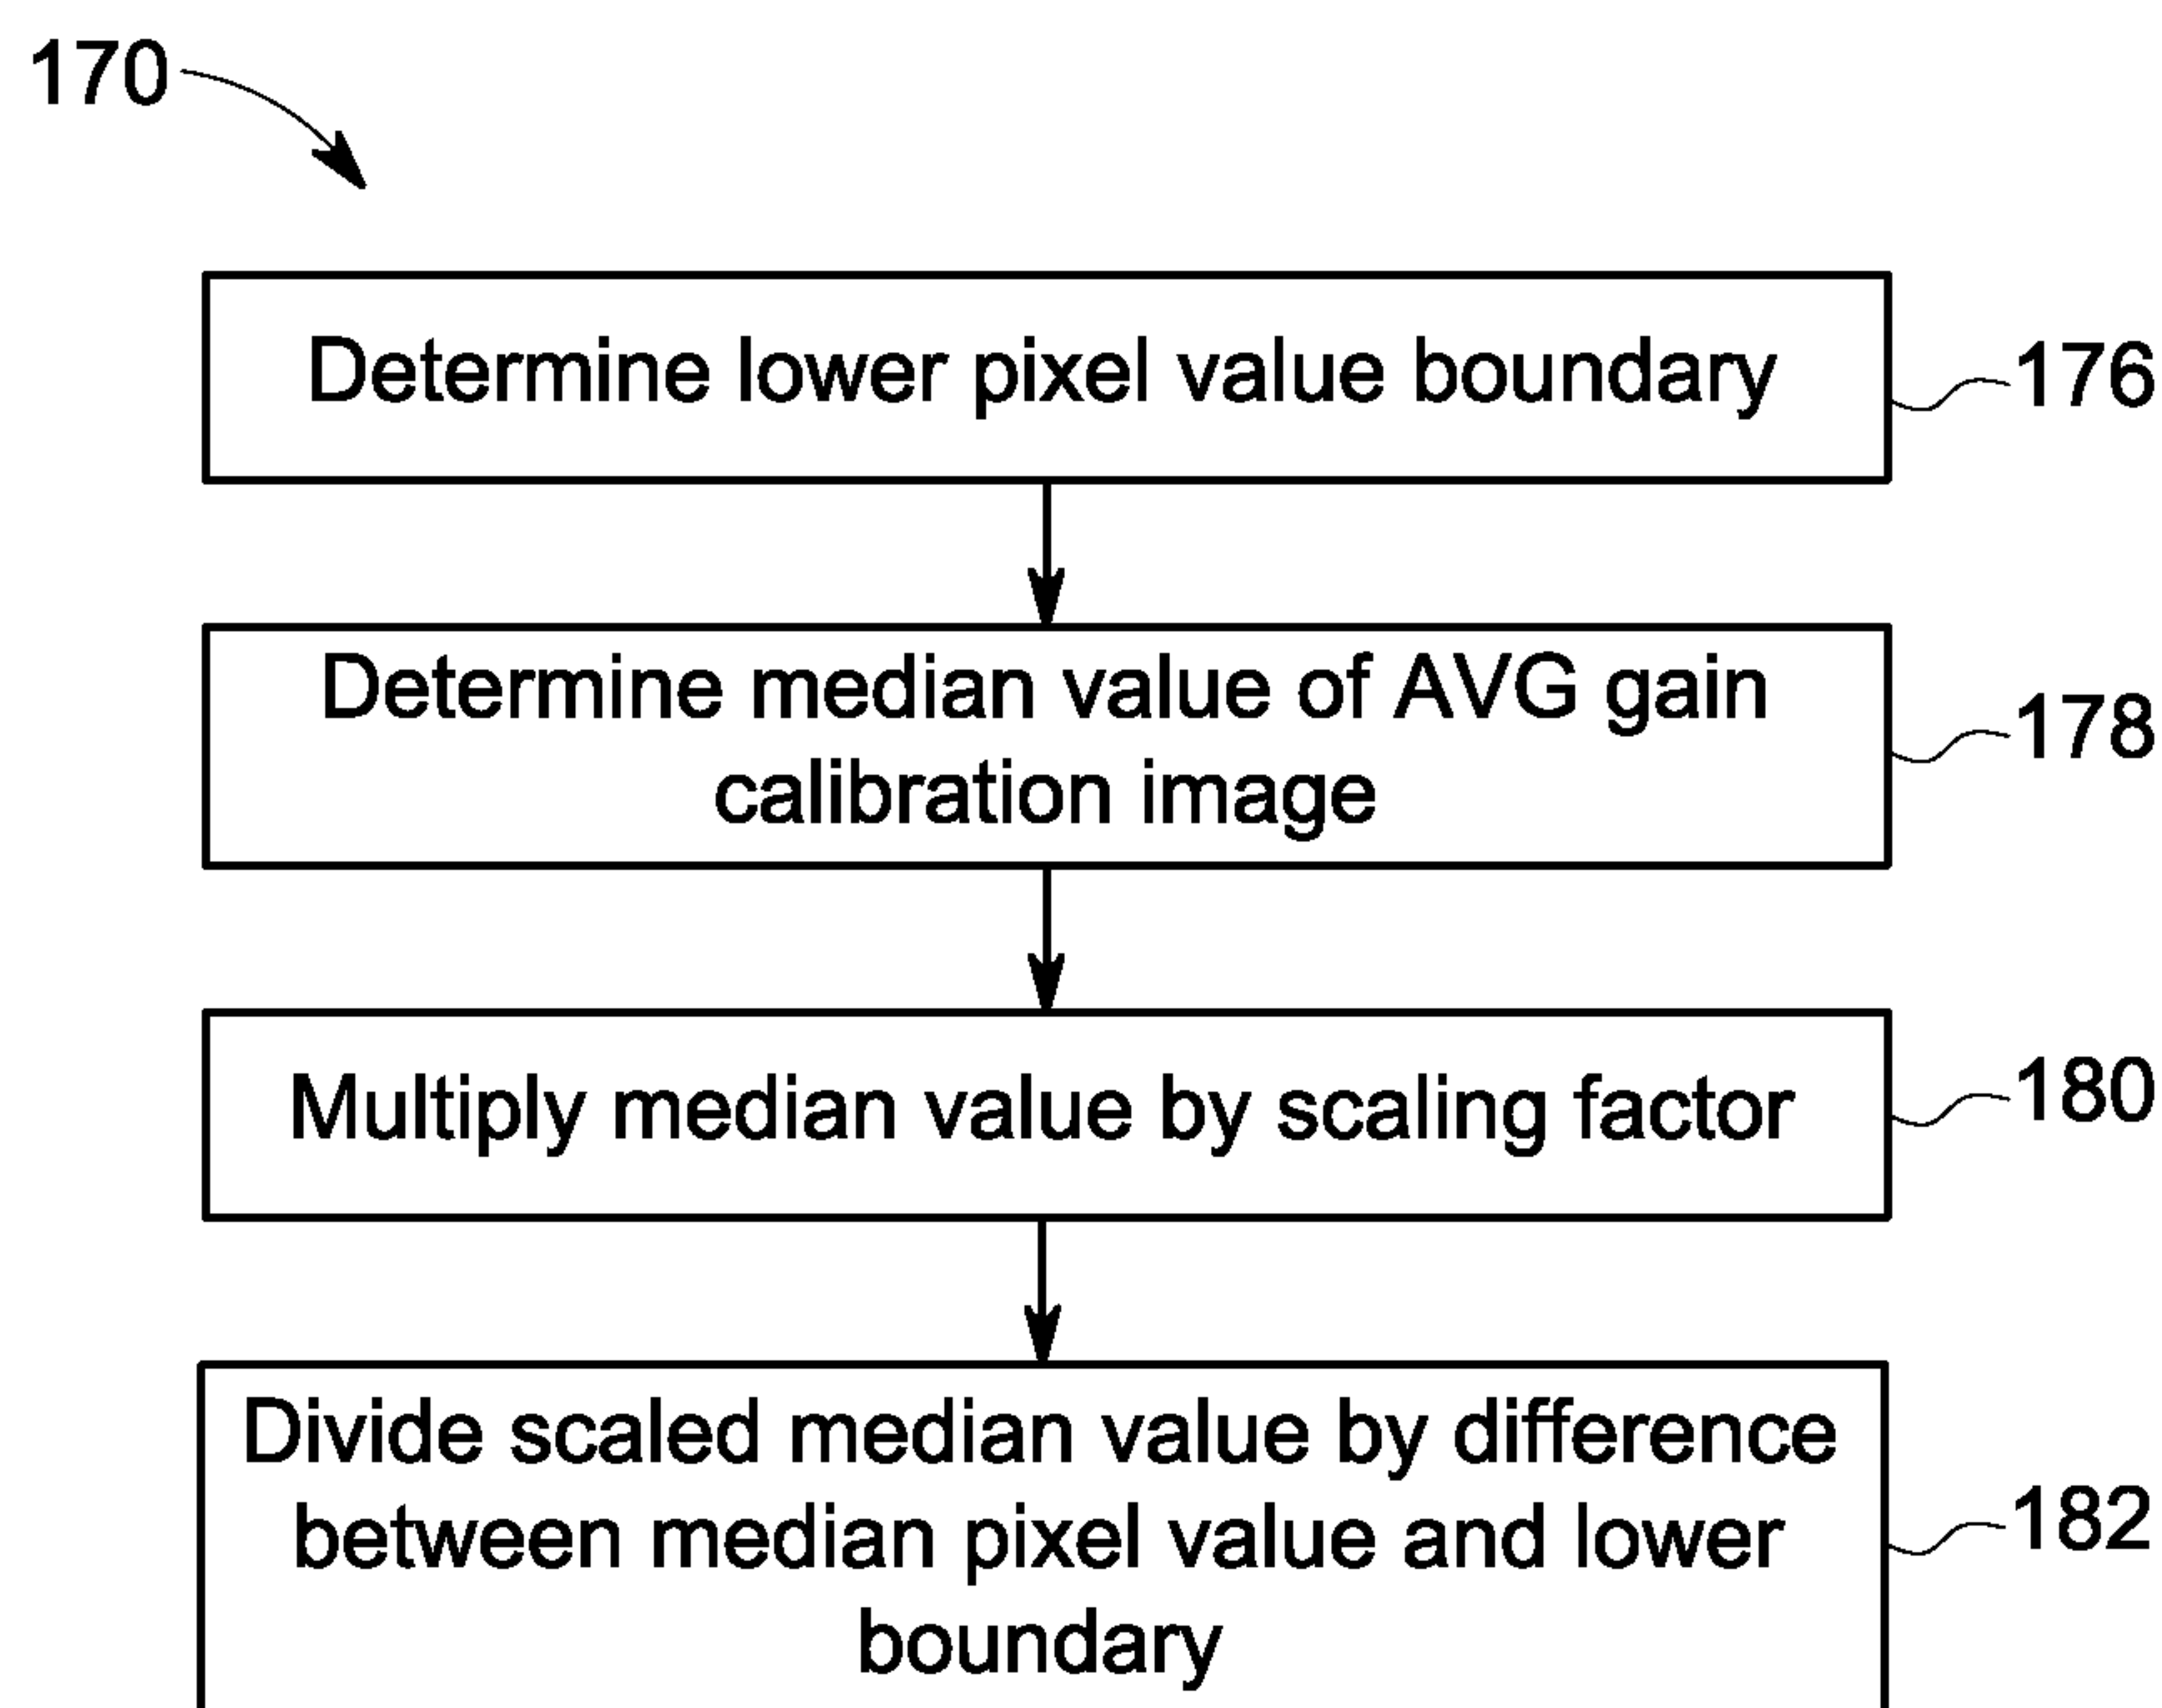 170
Determine lower pixel value boundary
176
Determine median value of AVG gain
calibration image
178
Multiply median value by scaling factor
180
Divide scaled median value by difference
between median pixel value and lower
boundary
182